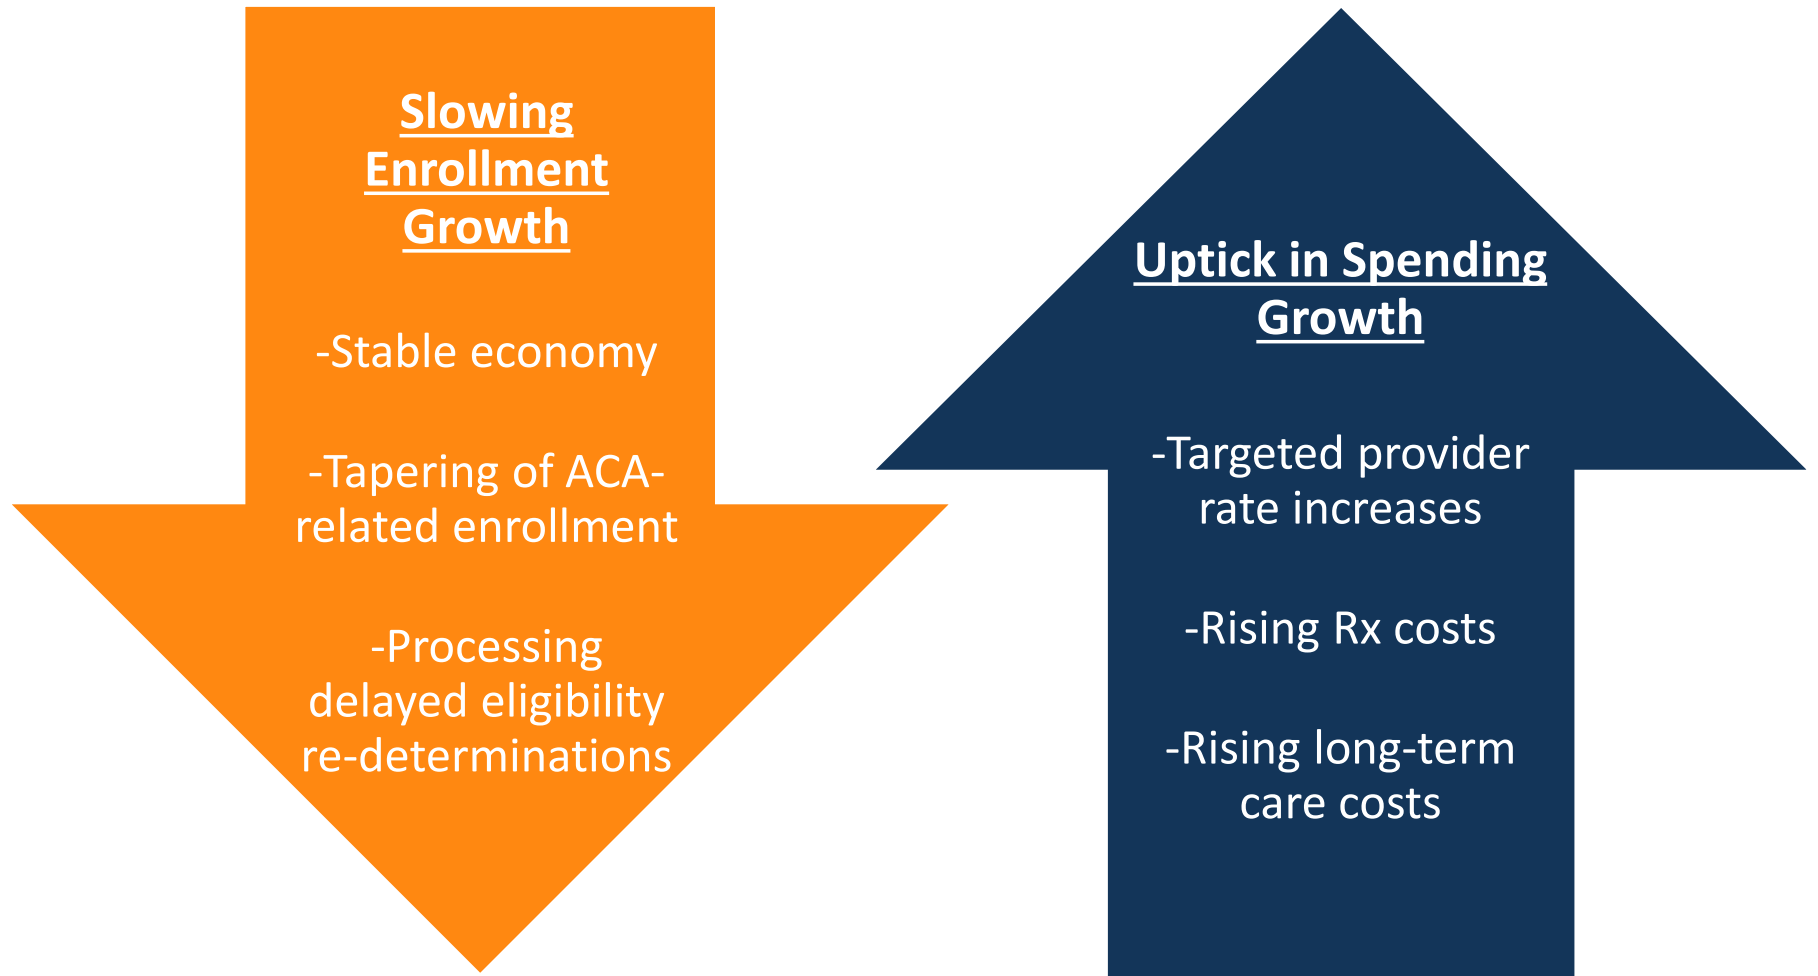 Slowing
Enrollment
Growth
-Stable economy
-Tapering of ACA-
related enrollment
-Processing
delayed eligibility
re-determinations
Uptick in Spending
Growth
-Targeted provider
rate increases
-Rising Rx costs
-Rising long-term
care costs